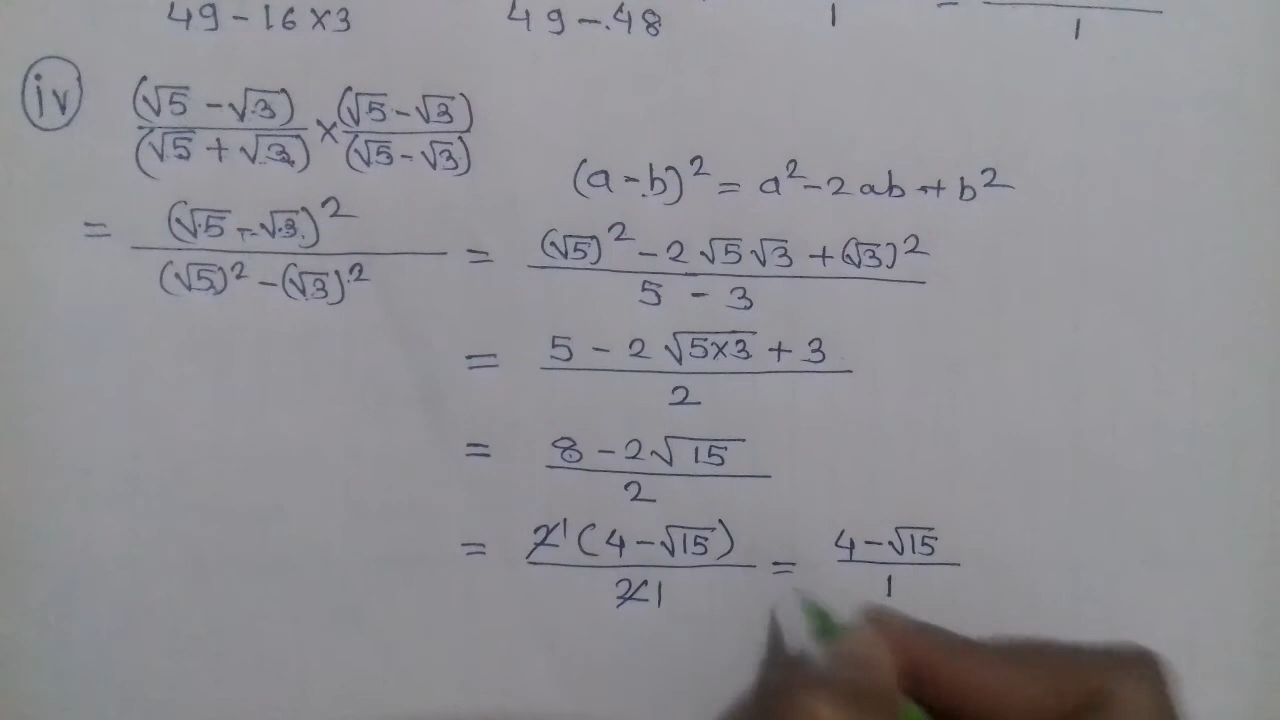 49 - 16 × 3 49 - 48 1 = 1
iv (√5 - √3) / (√5 + √3) × (√5 - √3) / (√5 - √3)
(a - b)² = a² - 2ab + b²
= (√5 - √3)² / (√5)² - (√3)² = (√5)² - 2√5√3 + (√3)² / 5 - 3
= 5 - 2√5×3 + 3 / 2
= 8 - 2√15 / 2
= 2 1 (4 - √15) / 2 1 = 4 - √15 / 1